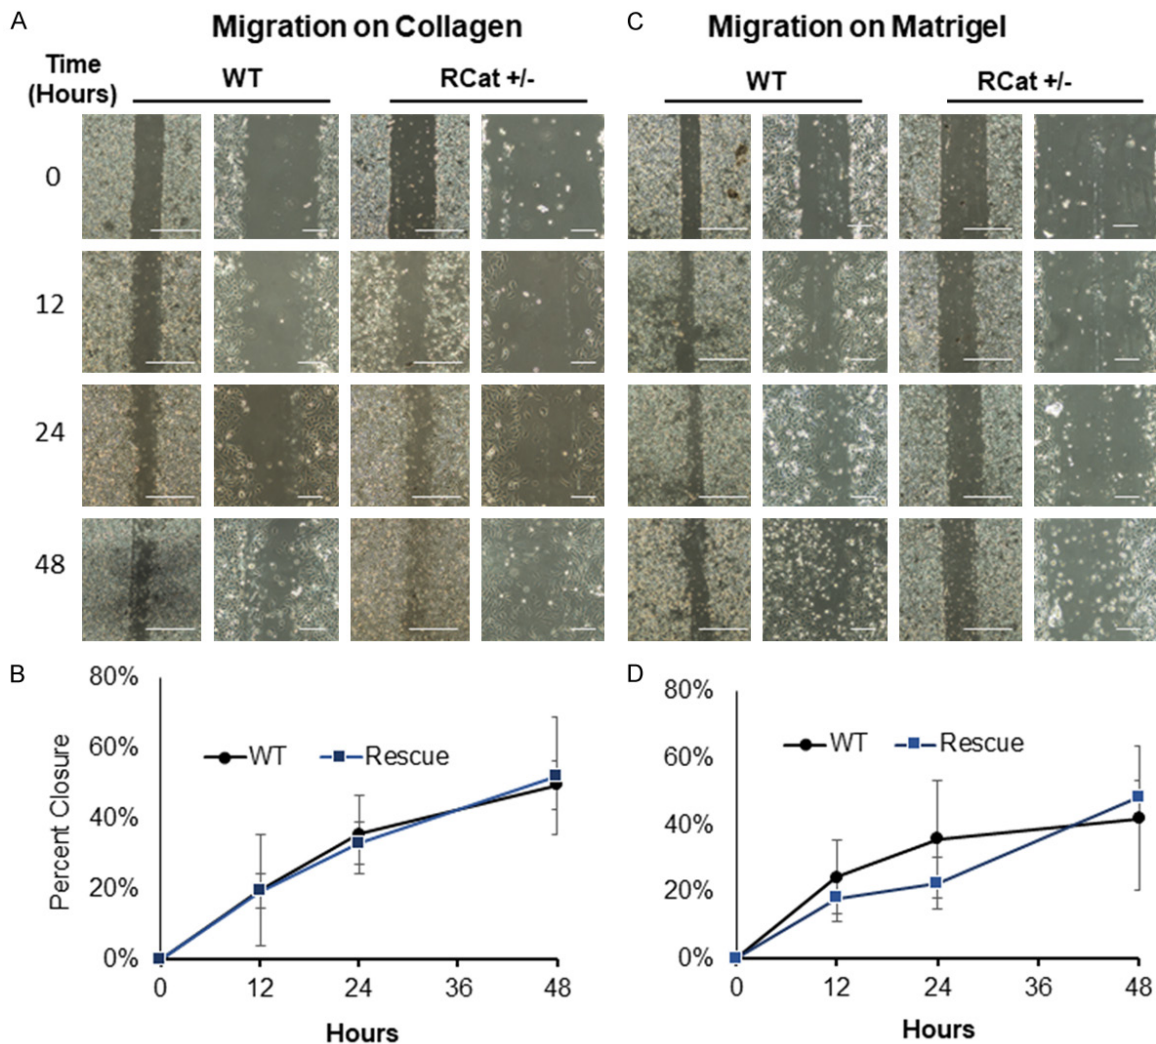 A
Migration on Collagen
C
Migration on Matrigel
Time
(Hours)
WT
RCat +/-
WT
RCat +/-
0
12
24
48
B
80%
60%
40%
20%
0%
Percent Closure
WT
Rescue
0
12
24
36
48
Hours
D
80%
60%
40%
20%
0%
WT
Rescue
0
12
24
36
48
Hours